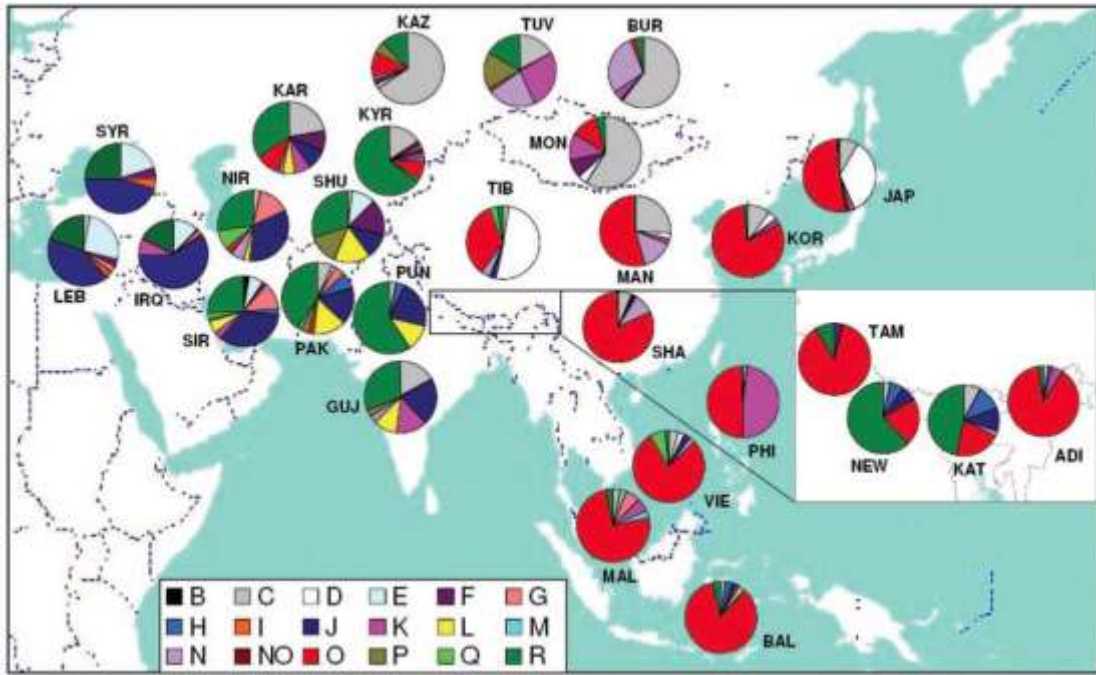 KAZ TUV BUR
KAR
KYR
SYR
MON
NIR SHU TIB
JAP
KOR
MAN
PUN
LEB IRQ
SIR PAK
TAM
SHA
GUJ
PHI
NEW KAT ADI
VIE
MAL
BAL
B C D E F G
H I J K L M
N NO O P Q R